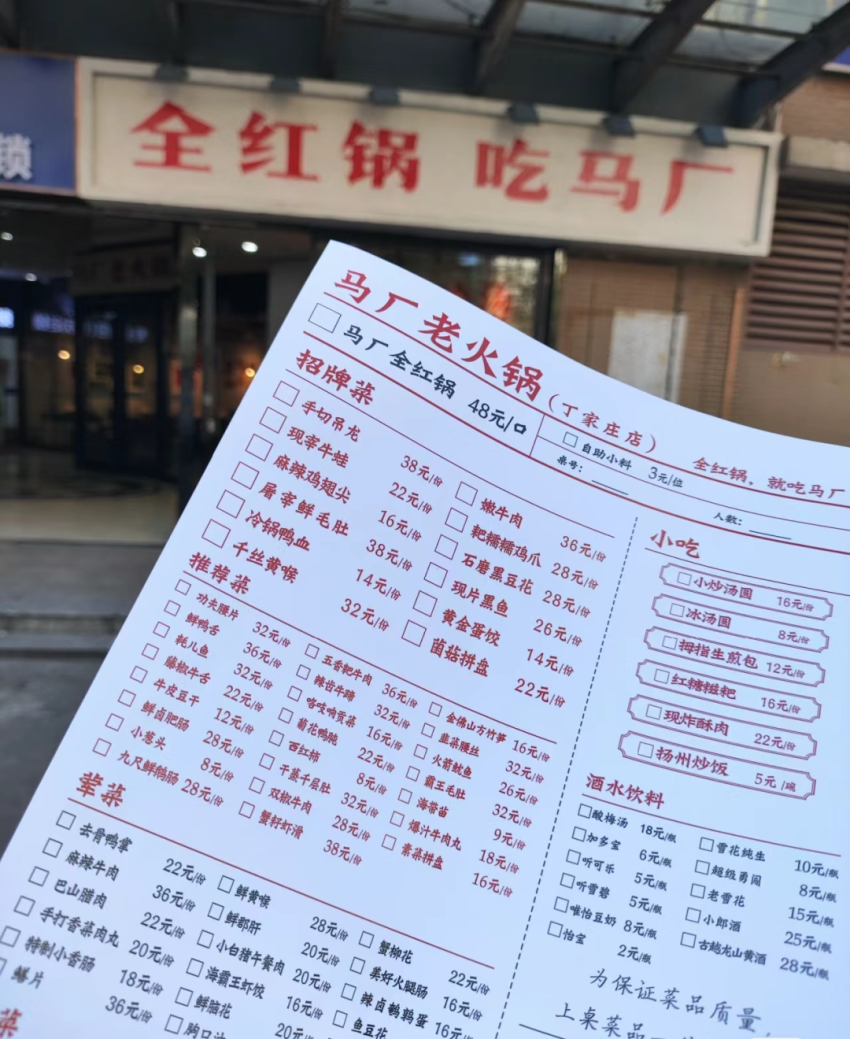 锁
全红锅 吃马厂
马厂老火锅(丁家庄店)
全红锅,就吃马厂
马厂全红锅 48元/口
自助小料 3元/位
桌号:
人数:
招牌菜
手切吊龙 38元/份
现宰牛蛙 22元/份
麻辣鸡翅尖 16元/份
屠宰鲜毛肚 38元/份
冷锅鸭血 14元/份
千丝黄喉 32元/份
嫩牛肉 36元/份
粑糯糯鸡爪 28元/份
石磨黑豆花 28元/份
现片黑鱼 26元/份
黄金蛋饺 14元/份
菌菇拼盘 22元/份
推荐菜
功夫腰片 32元/份
鲜鸭舌 36元/份
耗儿鱼 32元/份
藤椒牛舌 22元/份
牛皮豆干 12元/份
鲜卤肥肠 28元/份
小葱头 8元/份
九尺鲜鹅肠 28元/份
五香粑牛肉 36元/份
32元/份
咯吱响贡菜 16元/份
菊花鸭肫 22元/份
西红柿 8元/份
干蒸千层肚 32元/份
双椒牛肉 28元/份
蟹籽虾滑 38元/份
金佛山方竹笋 16元/份
韭菜腰丝 32元/份
火箭鱿鱼 26元/份
霸王毛肚 32元/份
海带苗 9元/份
爆汁牛肉丸 18元/份
素菜拼盘 16元/份
荤菜
去骨鸭掌 22元/份
麻辣牛肉 36元/份
巴山腊肉 22元/份
手打香菜肉丸 20元/份
特制小香肠 18元/份
鳝片 36元/份
鲜黄喉 28元/份
鲜郡肝 20元/份
小白猪午餐肉 20元/份
海霸王虾饺 16元/份
鲜脑花 20元/份
蟹柳花 22元/份
美好火腿肠 16元/份
辣卤鹌鹑蛋 16元/份
鱼豆花
菜
小吃
小炒汤圆 16元/份
冰汤圆 8元/份
拇指生煎包 12元/份
红糖糍粑 16元/份
现炸酥肉 22元/份
扬州炒饭 5元/碗
酒水饮料
酸梅汤 18元/瓶
加多宝 6元/瓶
听可乐 5元/瓶
听雪碧 5元/瓶
唯怡豆奶 8元/瓶
怡宝 2元/瓶
雪花纯生 10元/瓶
超级勇闯 8元/瓶
老雪花 15元/瓶
小郎酒 25元/瓶
古越龙山黄酒 28元/瓶
为保证菜品质量,
上桌菜品